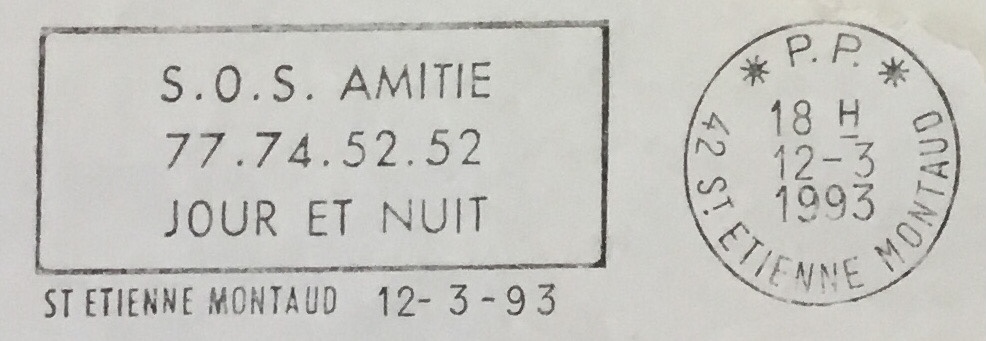 S.O.S. AMITIE
77.74.52.52
JOUR ET NUIT
ST ETIENNE MONTAUD 12-3-93
* P.P. *
18 H
12-3
1993
42 ST. ETIENNE MONTAUD